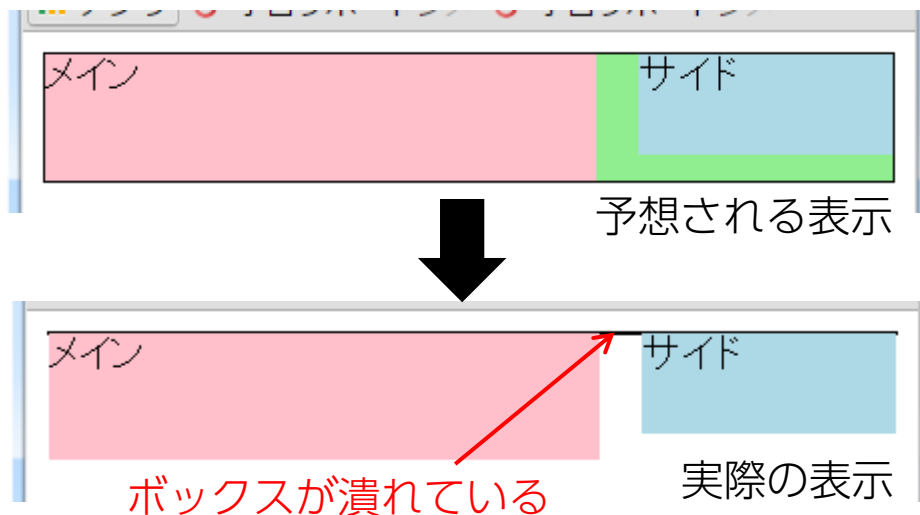 メイン
サイド
予想される表示
メイン
サイド
ボックスが潰れている
実際の表示